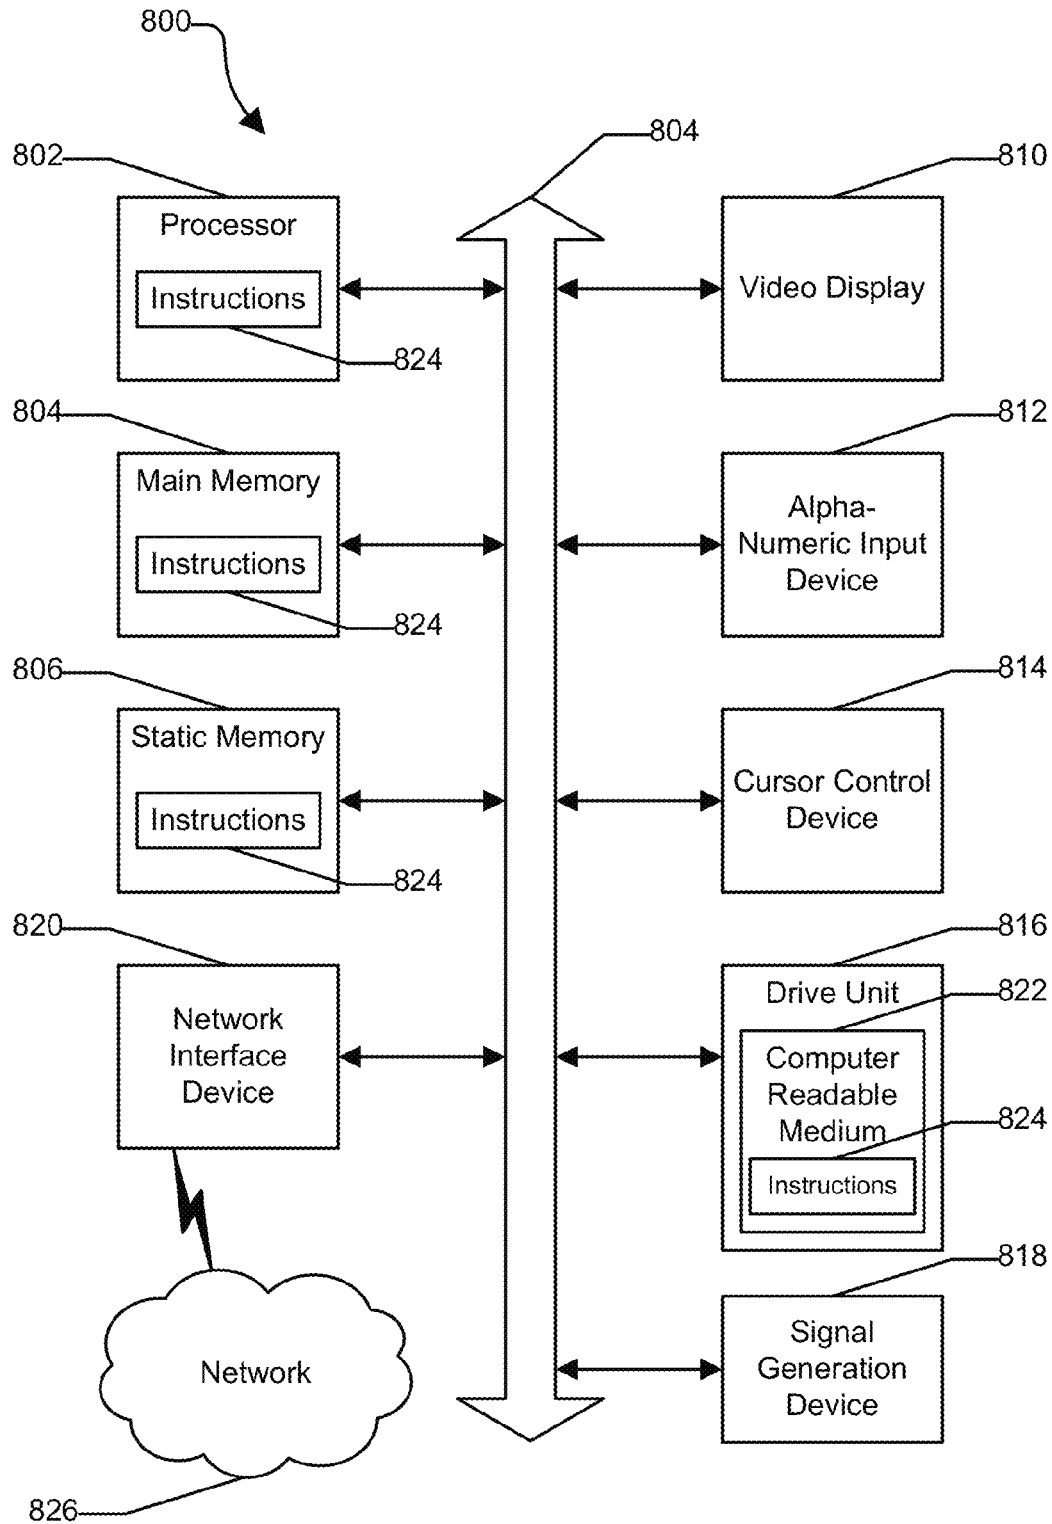 800
804
802
Processor
Instructions
824
810
Video Display
804
Main Memory
Instructions
824
812
Alpha-
Numeric Input
Device
806
Static Memory
Instructions
824
814
Cursor Control
Device
820
Network
Interface
Device
816
Drive Unit
822
Computer
Readable
Medium
824
Instructions
818
Signal
Generation
Device
Network
826